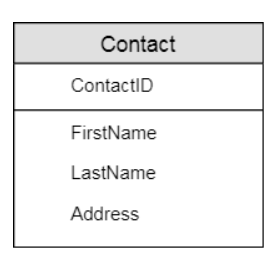 Contact
ContactID
FirstName
LastName
Address